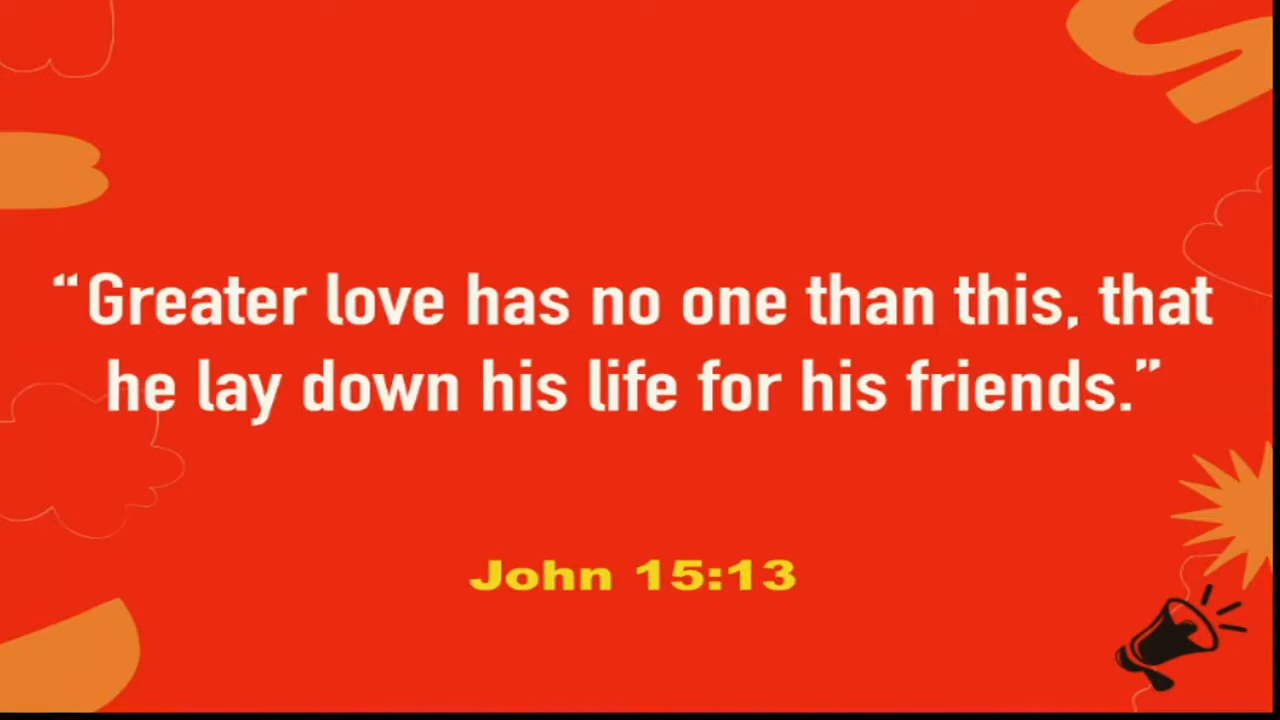 “Greater love has no one than this, that
he lay down his life for his friends.”
John 15:13